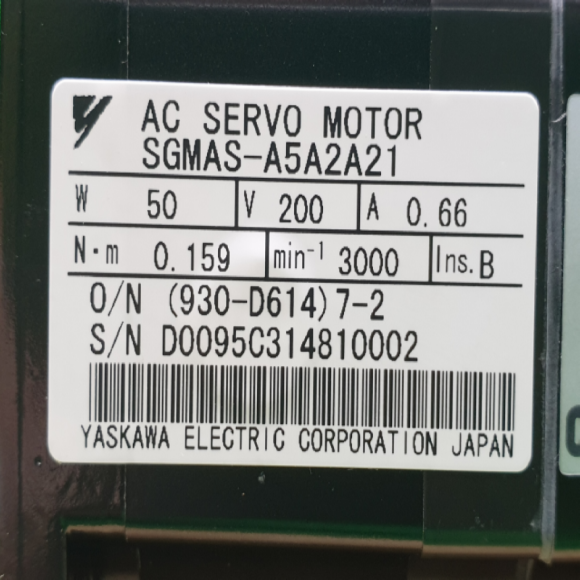 AC SERVO MOTOR
SGMAS-A5A2A21
W 50 V 200 A 0.66
N·m 0.159 min⁻¹ 3000 Ins. B
O/N (930-D614)7-2
S/N D0095C314810002
YASKAWA ELECTRIC CORPORATION JAPAN